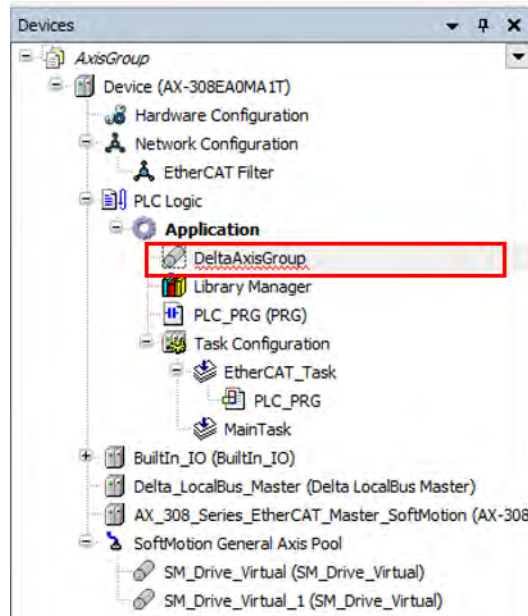 Devices
AxisGroup
Device (AX-308EA0MA1T)
Hardware Configuration
Network Configuration
EtherCAT Filter
PLC Logic
Application
DeltaAxisGroup
Library Manager
PLC_PRG (PRG)
Task Configuration
EtherCAT_Task
PLC_PRG
MainTask
BuiltIn_IO (BuiltIn_IO)
Delta_LocalBus_Master (Delta LocalBus Master)
AX_308_Series_EtherCAT_Master_SoftMotion (AX-308
SoftMotion General Axis Pool
SM_Drive_Virtual (SM_Drive_Virtual)
SM_Drive_Virtual_1 (SM_Drive_Virtual)